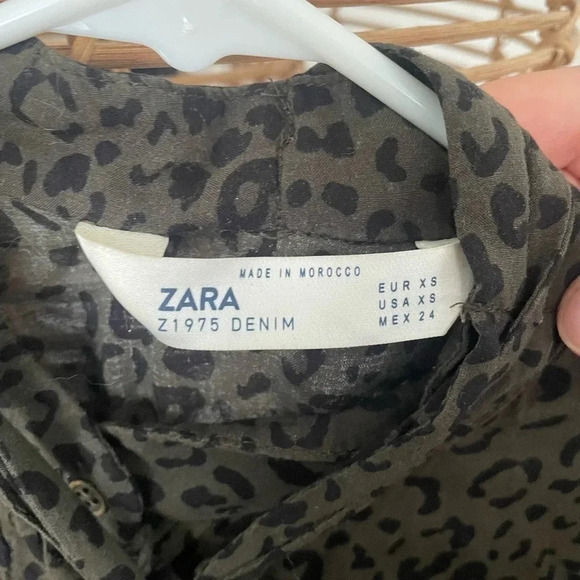 MADE IN MOROCCO
ZARA
Z1975 DENIM
EUR XS
USA XS
MEX 24